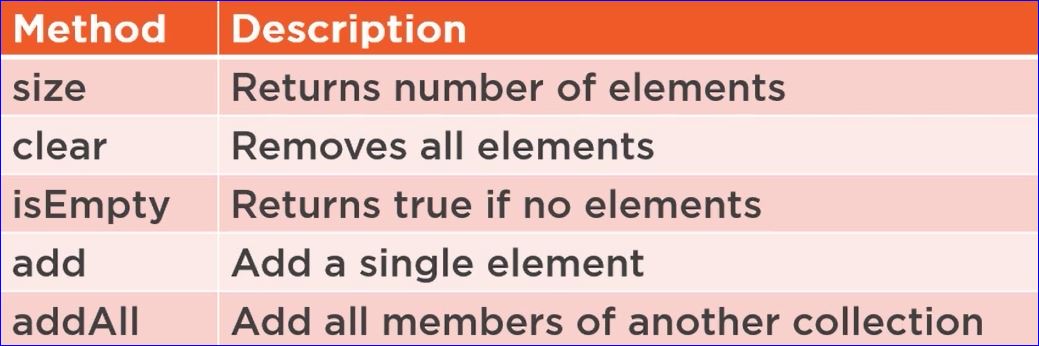 Method Description
size Returns number of elements
clear Removes all elements
isEmpty Returns true if no elements
add Add a single element
addAll Add all members of another collection